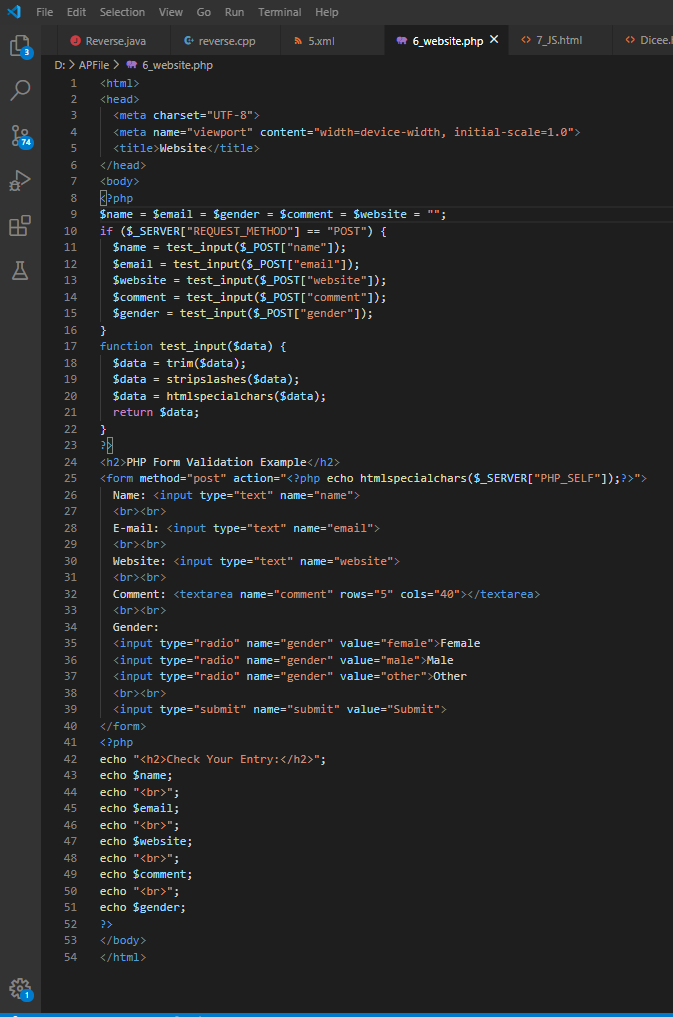 File Edit Selection View Go Run Terminal Help
Reverse.java reverse.cpp 5.xml 6_website.php 7_JS.html
D: > APFile > 6_website.php
3
74
1
1 <html>
2 <head>
3   <meta charset="UTF-8">
4   <meta name="viewport" content="width=device-width, initial-scale=1.0">
5   <title>Website</title>
6 </head>
7 <body>
8 <?php
9 $name = $email = $gender = $comment = $website = "";
10 if ($_SERVER["REQUEST_METHOD"] == "POST") {
11   $name = test_input($_POST["name"]);
12   $email = test_input($_POST["email"]);
13   $website = test_input($_POST["website"]);
14   $comment = test_input($_POST["comment"]);
15   $gender = test_input($_POST["gender"]);
16 }
17 function test_input($data) {
18   $data = trim($data);
19   $data = stripslashes($data);
20   $data = htmlspecialchars($data);
21   return $data;
22 }
23 ?>
24 <h2>PHP Form Validation Example</h2>
25 <form method="post" action="<?php echo htmlspecialchars($_SERVER["PHP_SELF"]);?>">
26   Name: <input type="text" name="name">
27   <br><br>
28   E-mail: <input type="text" name="email">
29   <br><br>
30   Website: <input type="text" name="website">
31   <br><br>
32   Comment: <textarea name="comment" rows="5" cols="40"></textarea>
33   <br><br>
34   Gender:
35   <input type="radio" name="gender" value="female">Female
36   <input type="radio" name="gender" value="male">Male
37   <input type="radio" name="gender" value="other">Other
38   <br><br>
39   <input type="submit" name="submit" value="Submit">
40 </form>
41 <?php
42 echo "<h2>Check Your Entry:</h2>";
43 echo $name;
44 echo "<br>";
45 echo $email;
46 echo "<br>";
47 echo $website;
48 echo "<br>";
49 echo $comment;
50 echo "<br>";
51 echo $gender;
52 ?>
53 </body>
54 </html>